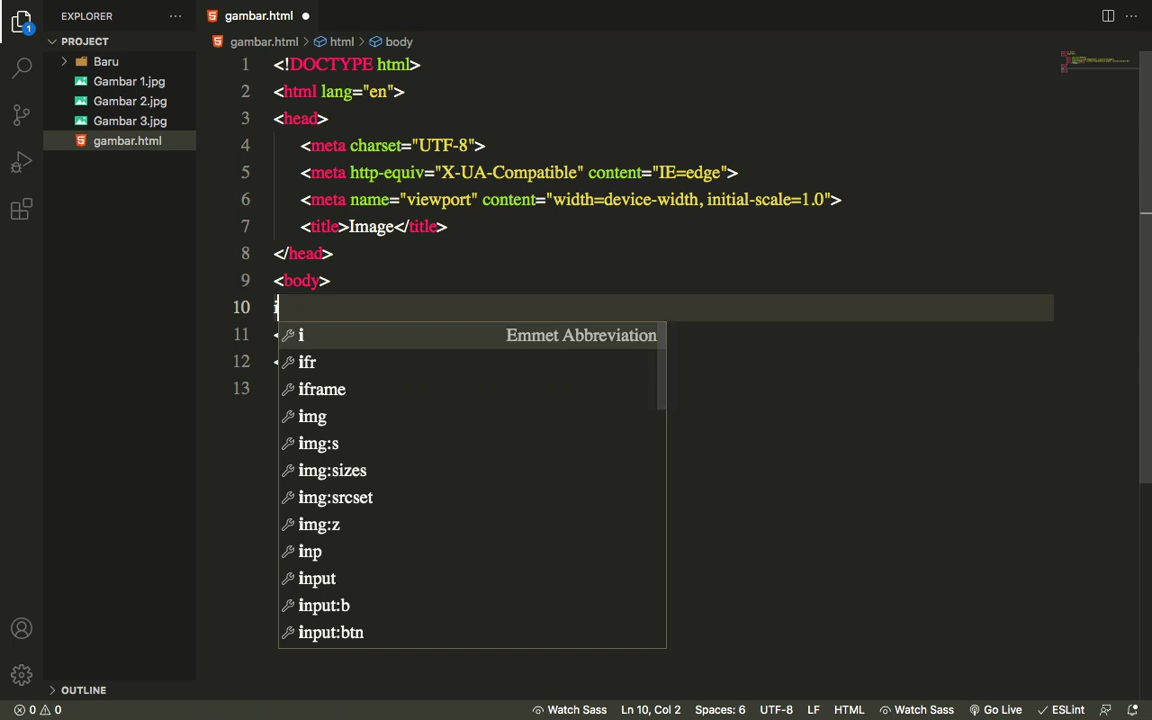 EXPLORER
PROJECT
Baru
Gambar 1.jpg
Gambar 2.jpg
Gambar 3.jpg
gambar.html
OUTLINE
gambar.html
gambar.html > html > body
1 <!DOCTYPE html>
2 <html lang="en">
3 <head>
4 <meta charset="UTF-8">
5 <meta http-equiv="X-UA-Compatible" content="IE=edge">
6 <meta name="viewport" content="width=device-width, initial-scale=1.0">
7 <title>Image</title>
8 </head>
9 <body>
10 i
11 <
12 <
13
i Emmet Abbreviation
ifr
iframe
img
img:s
img:sizes
img:srcset
img:z
inp
input
input:b
input:btn
1
0 0 Watch Sass Ln 10, Col 2 Spaces: 6 UTF-8 LF HTML Watch Sass Go Live ESLint